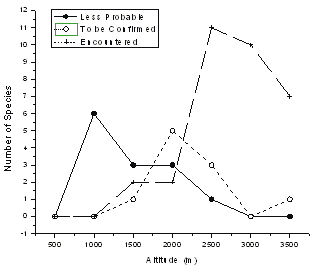 Less Probable
To be Confirmed
Encountered
12
11
10
9
8
7
6
5
4
3
2
1
0
-1
Number of Species
500 1000 1500 2000 2500 3000 3500
Altitude (m)